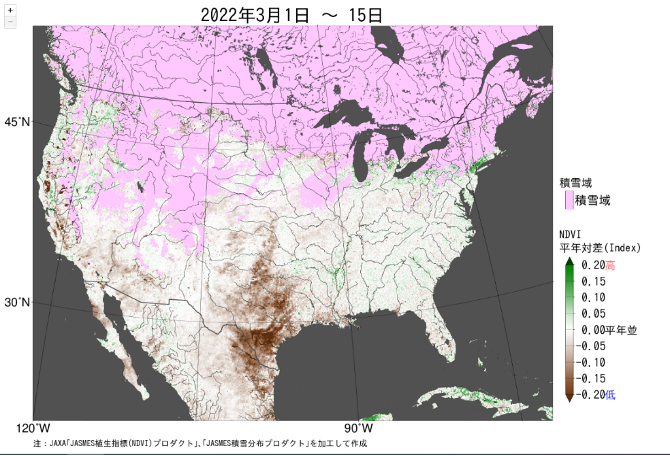 +
−
2022年3月1日 ～ 15日
45°N
30°N
120°W
90°W
積雪域
積雪域
NDVI
平年対差(Index)
0.20高
0.15
0.10
0.05
0.00平年並
-0.05
-0.10
-0.15
-0.20低
注：JAXA「JASMES植生指標(NDVI)プロダクト」、「JASMES積雪分布プロダクト」を加工して作成